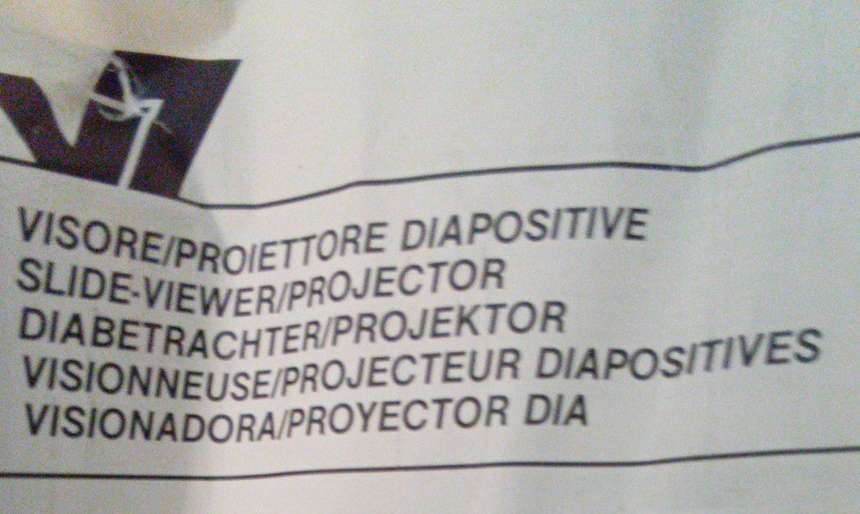 VISORE/PROIETTORE DIAPOSITIVE
SLIDE-VIEWER/PROJECTOR
DIABETRACHTER/PROJEKTOR
VISIONNEUSE/PROJECTEUR DIAPOSITIVES
VISIONADORA/PROYECTOR DIA